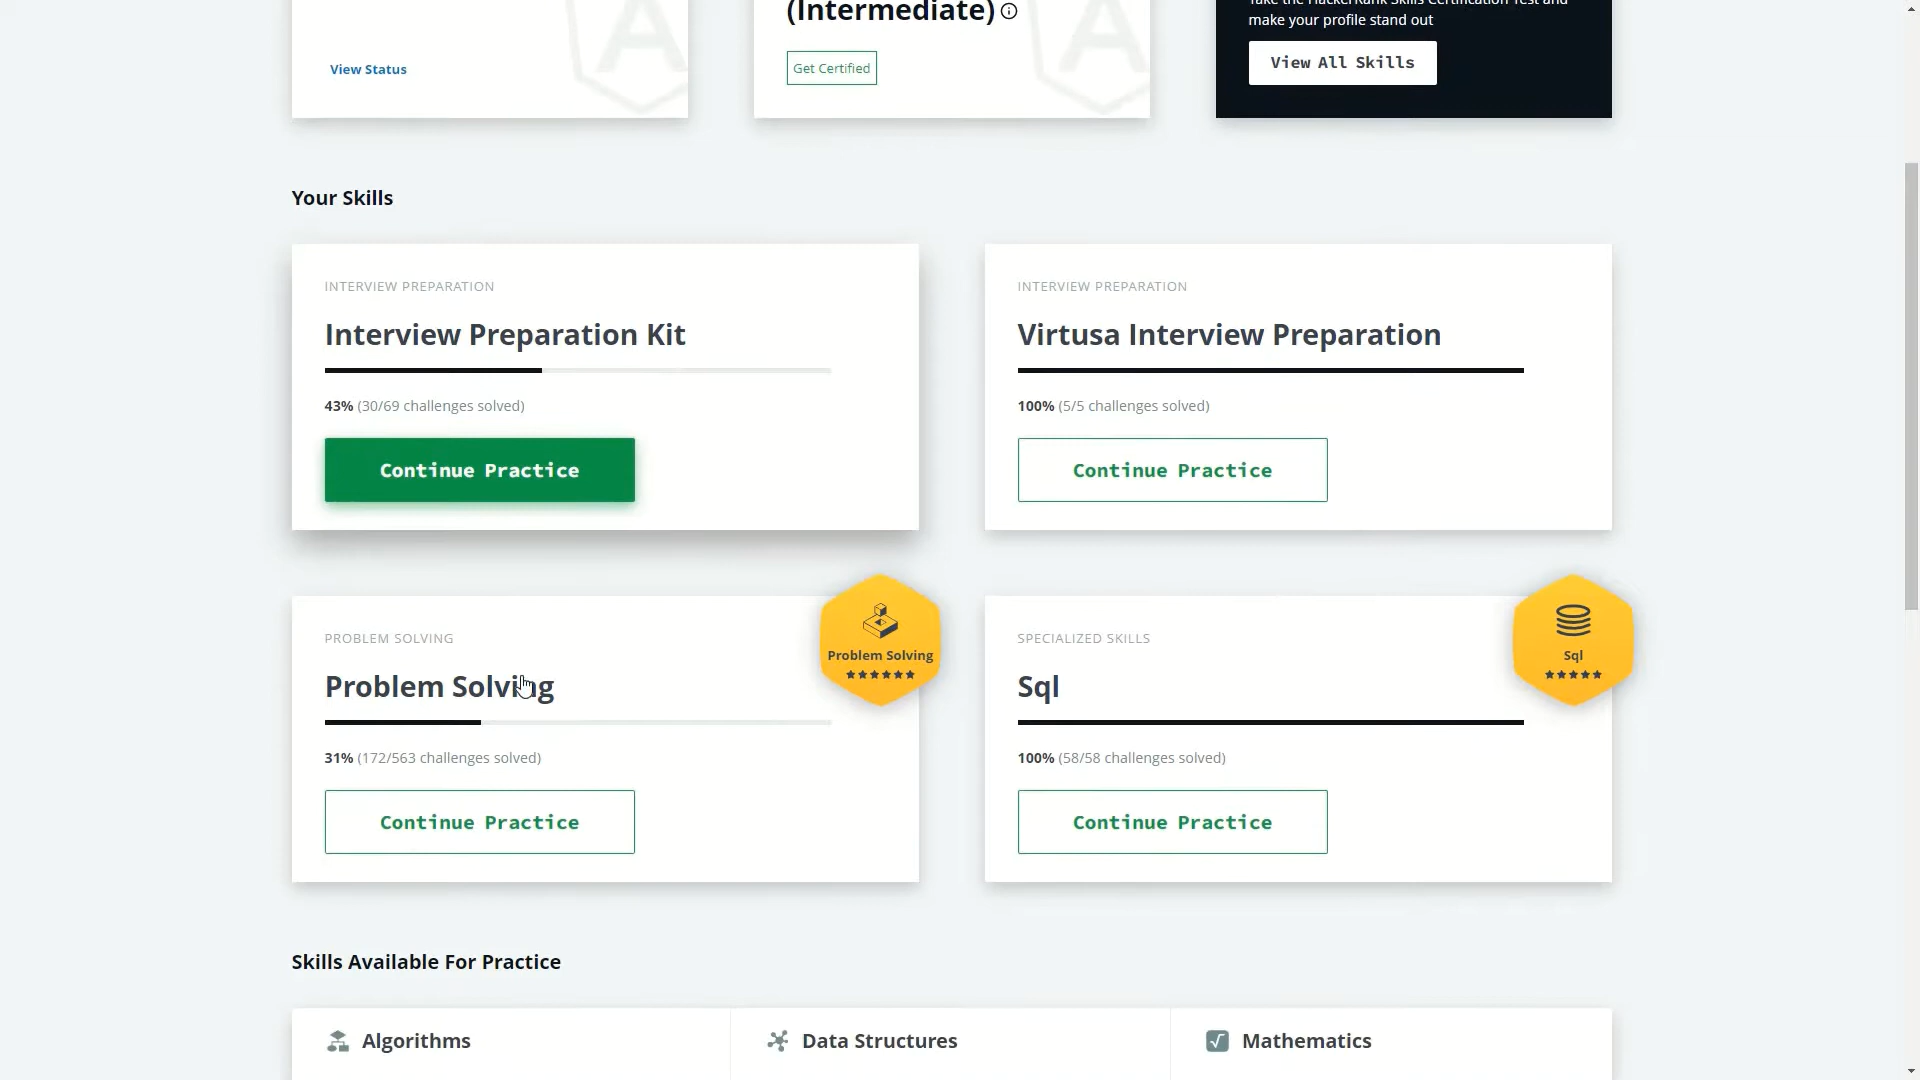 (Intermediate)
make your profile stand out
View Status
Get Certified
View All Skills
Your Skills
INTERVIEW PREPARATION
Interview Preparation Kit
43% (30/69 challenges solved)
Continue Practice
INTERVIEW PREPARATION
Virtusa Interview Preparation
100% (5/5 challenges solved)
Continue Practice
PROBLEM SOLVING
Problem Solving
31% (172/563 challenges solved)
Continue Practice
Problem Solving
SPECIALIZED SKILLS
Sql
100% (58/58 challenges solved)
Continue Practice
Sql
Skills Available For Practice
Algorithms
Data Structures
Mathematics